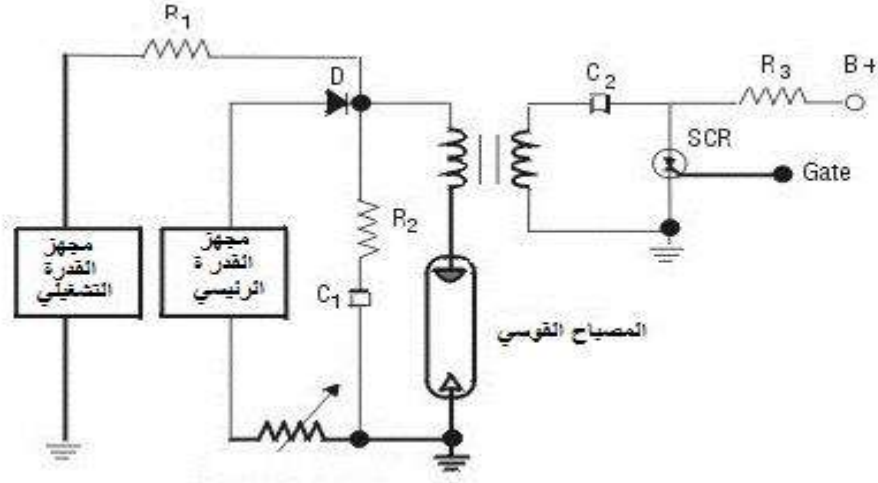 R1
D
C2
R3
B+
SCR
Gate
R2
C1
مجهز
القدرة
التشغيلي
مجهز
القدر ة
الرئيسي
المصباح القوسي